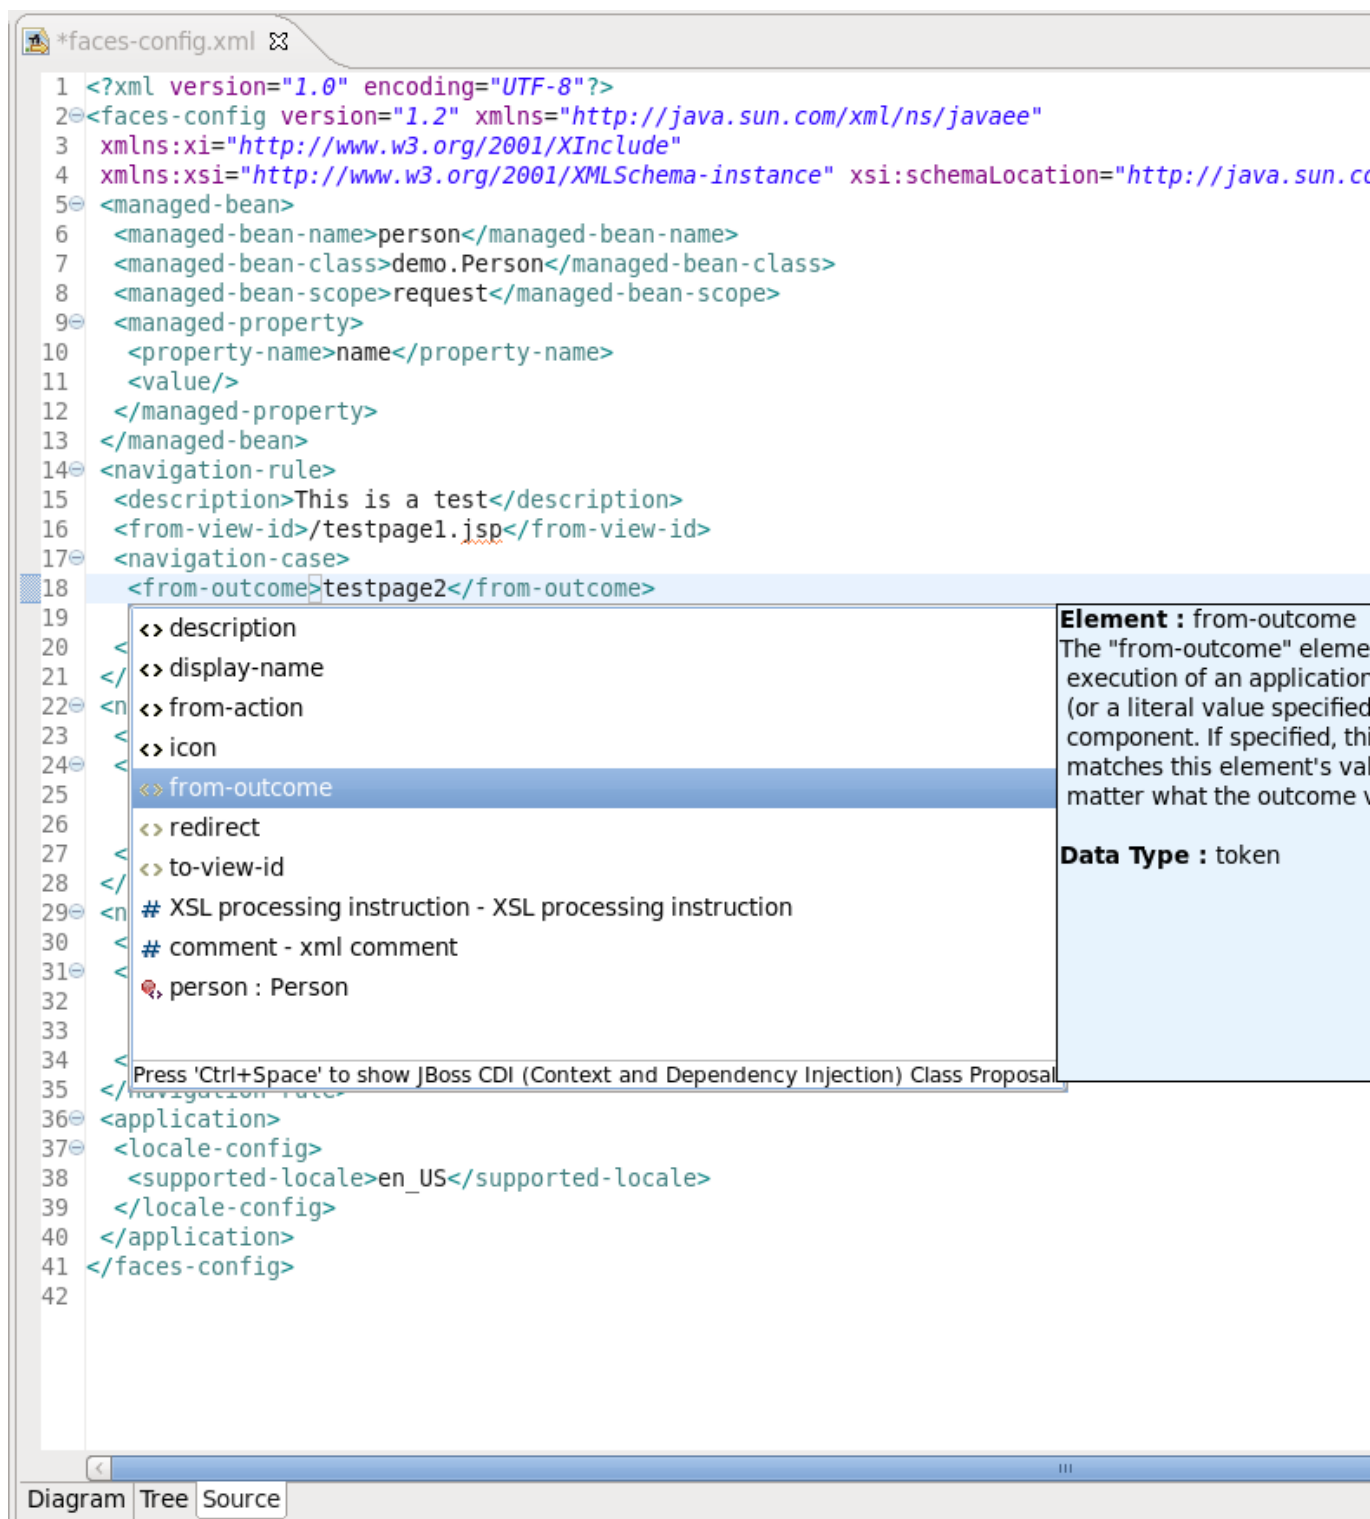 *faces-config.xml
1 <?xml version="1.0" encoding="UTF-8"?>
2 <faces-config version="1.2" xmlns="http://java.sun.com/xml/ns/javaee"
3 xmlns:xi="http://www.w3.org/2001/XInclude"
4 xmlns:xsi="http://www.w3.org/2001/XMLSchema-instance" xsi:schemaLocation="http://java.sun.co
5 <managed-bean>
6 <managed-bean-name>person</managed-bean-name>
7 <managed-bean-class>demo.Person</managed-bean-class>
8 <managed-bean-scope>request</managed-bean-scope>
9 <managed-property>
10 <property-name>name</property-name>
11 <value/>
12 </managed-property>
13 </managed-bean>
14 <navigation-rule>
15 <description>This is a test</description>
16 <from-view-id>/testpage1.jsp</from-view-id>
17 <navigation-case>
18 <from-outcome>testpage2</from-outcome>
19
20 <
21 </
22 <n
23 <
24 <
25
26
27 <
28 </
29 <n
30 <
31 <
32
33
34 <
35 </navigation-rule>
36 <application>
37 <locale-config>
38 <supported-locale>en_US</supported-locale>
39 </locale-config>
40 </application>
41 </faces-config>
42
<> description
<> display-name
<> from-action
<> icon
<> from-outcome
<> redirect
<> to-view-id
# XSL processing instruction - XSL processing instruction
# comment - xml comment
person : Person
Press 'Ctrl+Space' to show JBoss CDI (Context and Dependency Injection) Class Proposal
Element : from-outcome
The "from-outcome" eleme
execution of an application
(or a literal value specified
component. If specified, thi
matches this element's val
matter what the outcome v
Data Type : token
Diagram Tree Source